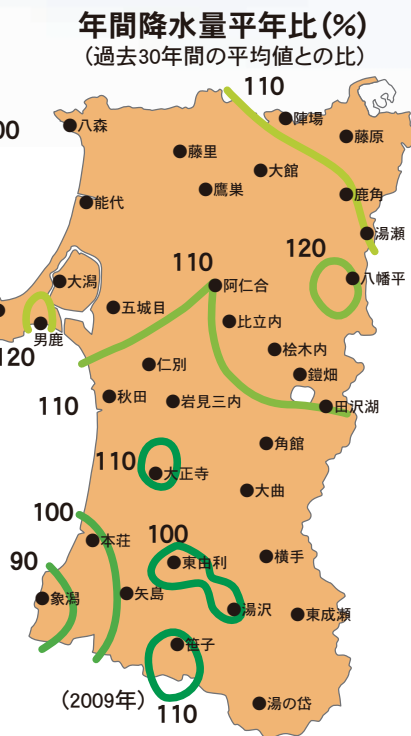 年間降水量平年比(%)
(過去30年間の平均値との比)
110
陣場
八森
00
藤原
藤里
大館
鷹巣
鹿角
能代
湯瀬
120
110
八幡平
大潟
阿仁合
五城目
比立内
男鹿
120
桧木内
仁別
鎧畑
秋田
岩見三内
110
田沢湖
角館
110
大正寺
大曲
100
100
本荘
横手
90
東由利
矢島
象潟
湯沢
東成瀬
笹子
(2009年)
110
湯の岱